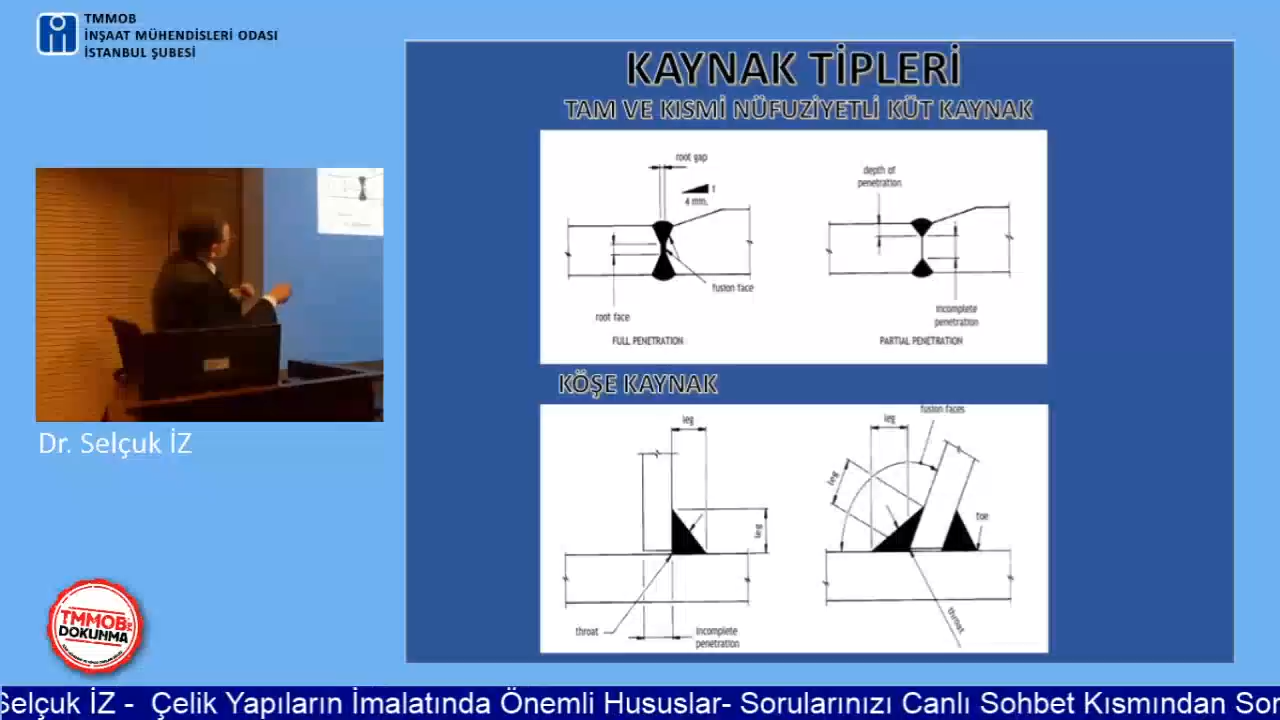 TMMOB
İNŞAAT MÜHENDİSLERİ ODASI
İSTANBUL ŞUBESİ
KAYNAK TİPLERİ
TAM VE KISMİ NÜFUZİYETLİ KÜT KAYNAK
root gap
t
4 mm.
fusion face
root face
FULL PENETRATION
depth of
penetration
incomplete
penetration
PARTIAL PENETRATION
KÖŞE KAYNAK
leg
leg
throat
incomplete
penetration
fusion faces
leg
leg
toe
throat
Dr. Selçuk İZ
TMMOB'YE
DOKUNMA
Selçuk İZ - Çelik Yapıların İmalatında Önemli Hususlar- Sorularınızı Canlı Sohbet Kısmından Sor